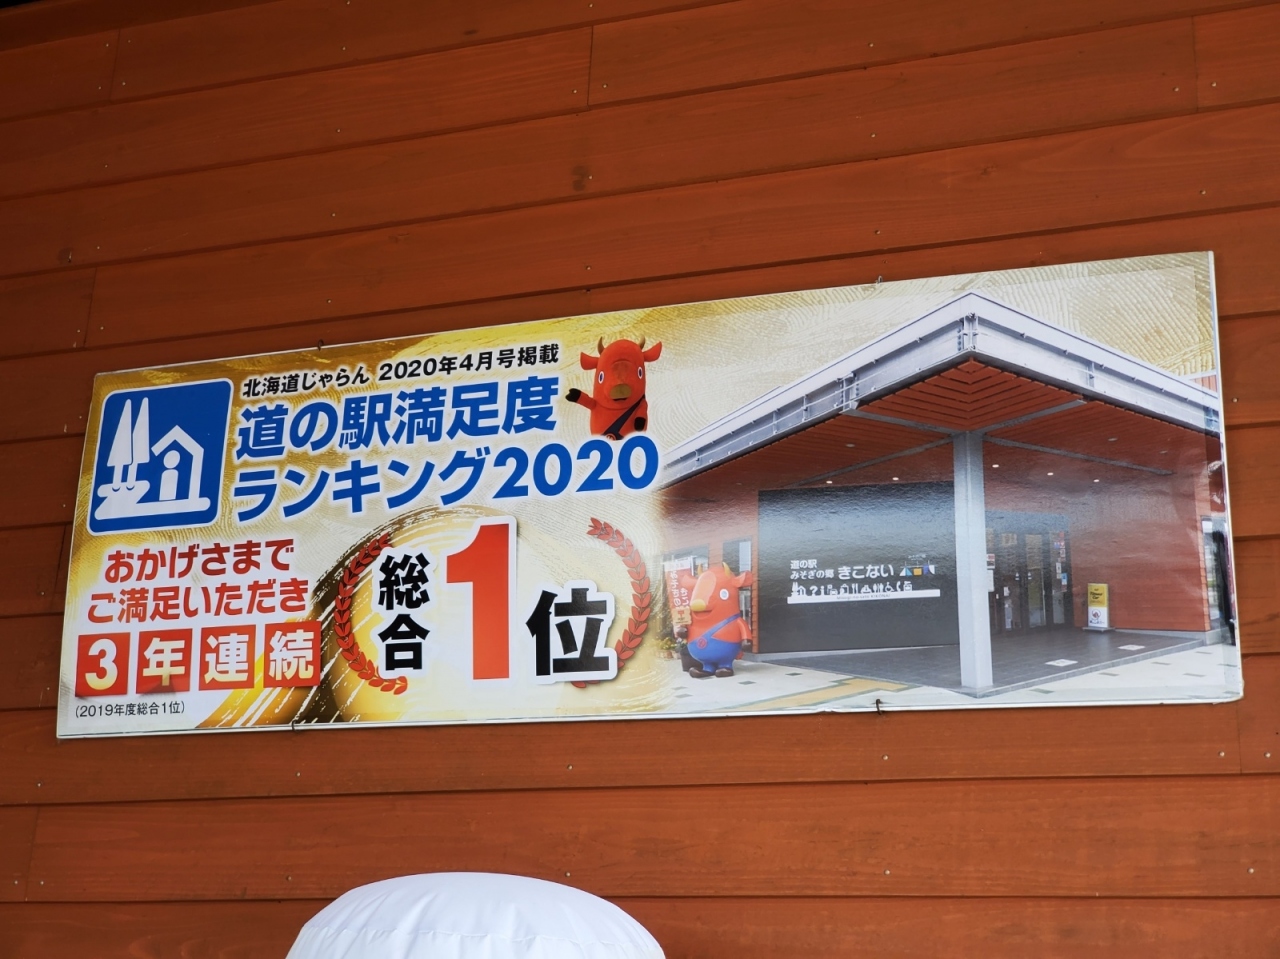 北海道じゃらん 2020年4月号掲載
道の駅満足度
ランキング2020
おかげさまで
ご満足いただき
3年連続
(2019年度総合1位)
総合1位
道の駅
みそぎの郷 きこない